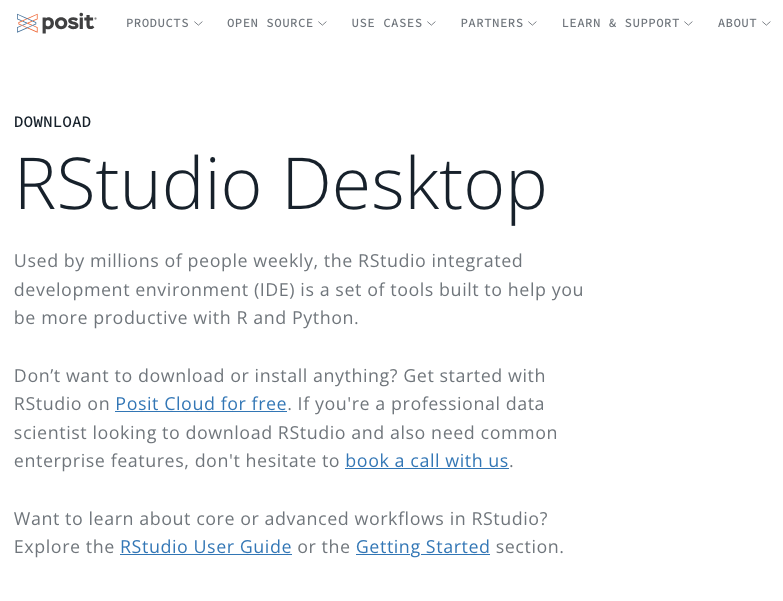 posit
PRODUCTS OPEN SOURCE USE CASES PARTNERS LEARN & SUPPORT ABOUT
DOWNLOAD
RStudio Desktop
Used by millions of people weekly, the RStudio integrated
development environment (IDE) is a set of tools built to help you
be more productive with R and Python.
Don’t want to download or install anything? Get started with
RStudio on Posit Cloud for free. If you're a professional data
scientist looking to download RStudio and also need common
enterprise features, don't hesitate to book a call with us.
Want to learn about core or advanced workflows in RStudio?
Explore the RStudio User Guide or the Getting Started section.